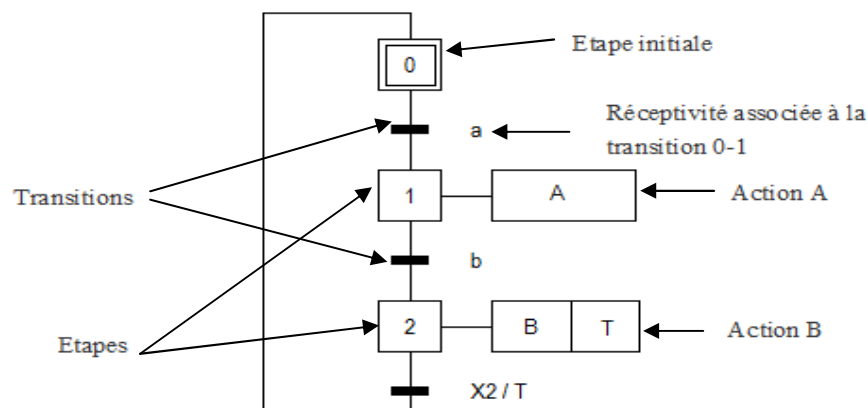 Etape initiale
0
a
Réceptivité associée à la
transition 0-1
Transitions
1
A
Action A
b
Etapes
2
B
T
Action B
X2 / T